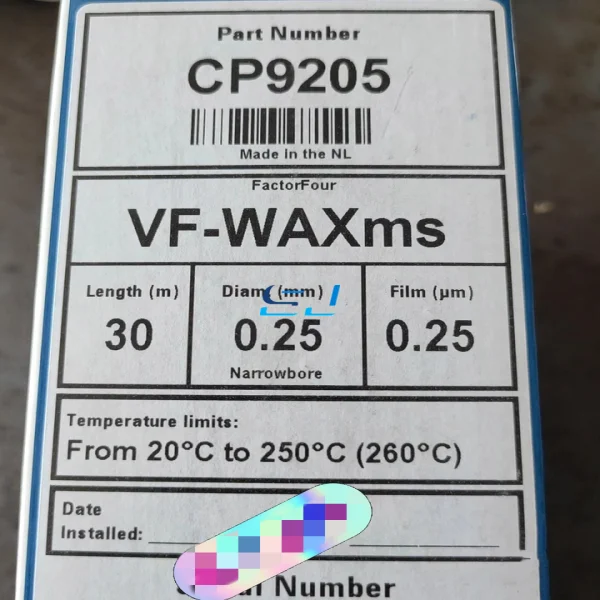 Part Number
CP9205
Made in the NL
FactorFour
VF-WAXms
Length (m)
30
Diam. (mm)
0.25
Narrowbore
Film (µm)
0.25
Temperature limits:
From 20°C to 250°C (260°C)
Date
Installed:
Number